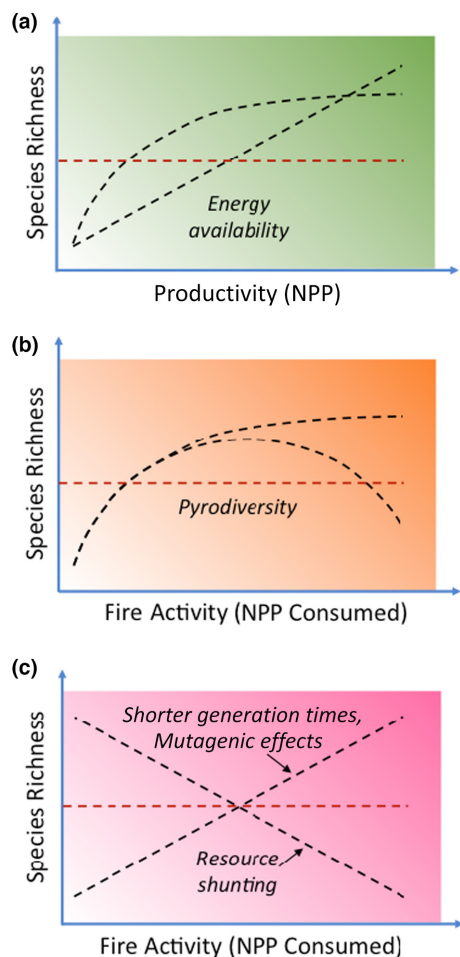 (a)
Species Richness
Energy
availability
Productivity (NPP)
(b)
Species Richness
Pyrodiversity
Fire Activity (NPP Consumed)
(c)
Species Richness
Shorter generation times,
Mutagenic effects
Resource
shunting
Fire Activity (NPP Consumed)